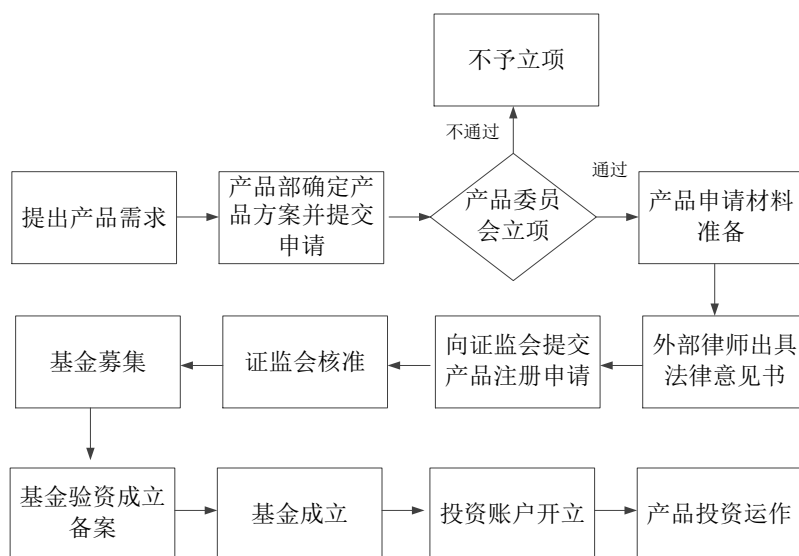 不予立项
不通过
提出产品需求
产品部确定产
品方案并提交
申请
产品委员
会立项
通过
产品申请材料
准备
基金募集
证监会核准
向证监会提交
产品注册申请
外部律师出具
法律意见书
基金验资成立
备案
基金成立
投资账户开立
产品投资运作